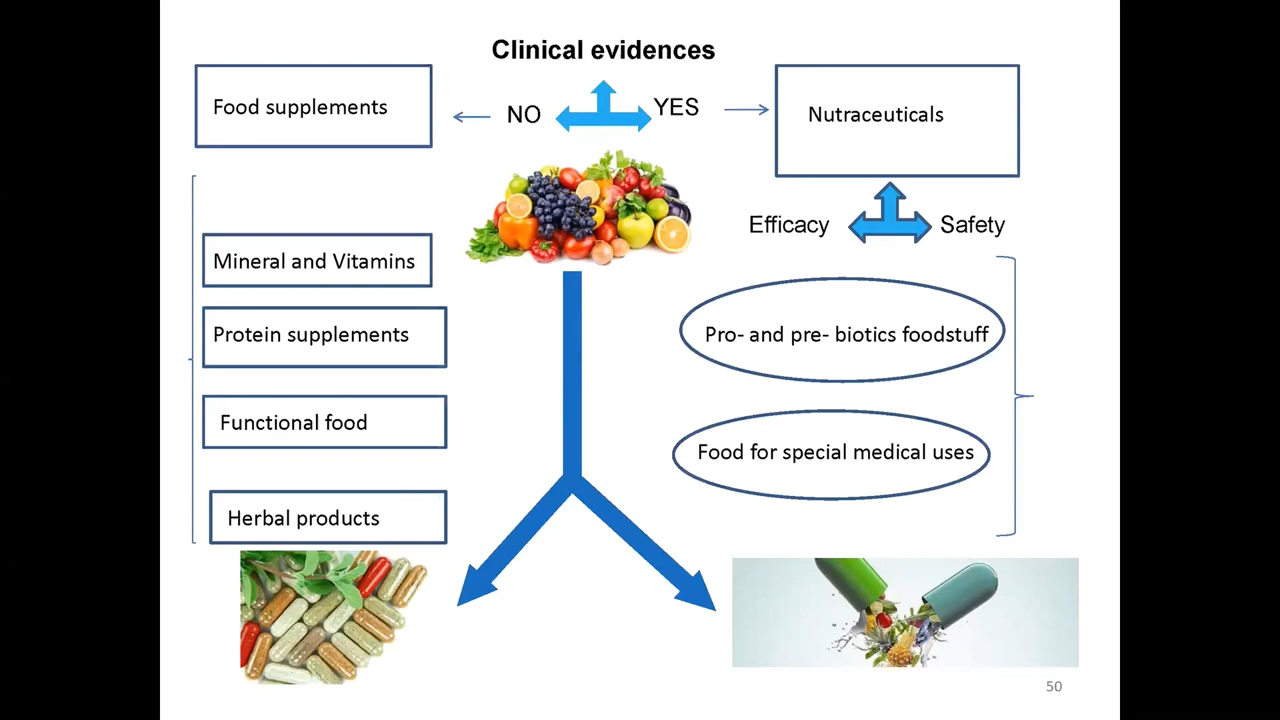 Clinical evidences
Food supplements
NO
YES
Nutraceuticals
Efficacy
Safety
Mineral and Vitamins
Protein supplements
Functional food
Herbal products
Pro- and pre- biotics foodstuff
Food for special medical uses
50